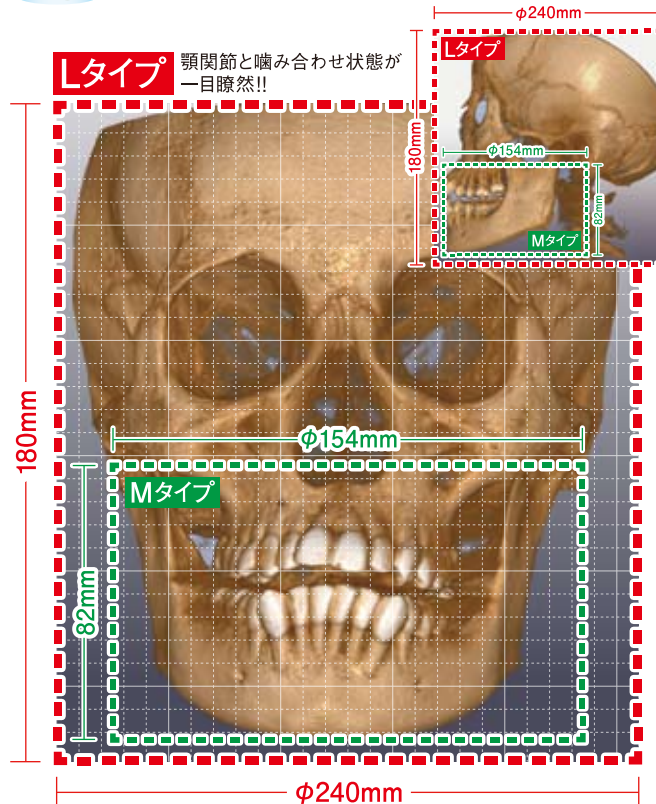 Lタイプ
顎関節と噛み合わせ状態が
一目瞭然!!
φ240mm
Lタイプ
180mm
φ154mm
82mm
Mタイプ
180mm
φ154mm
Mタイプ
82mm
φ240mm